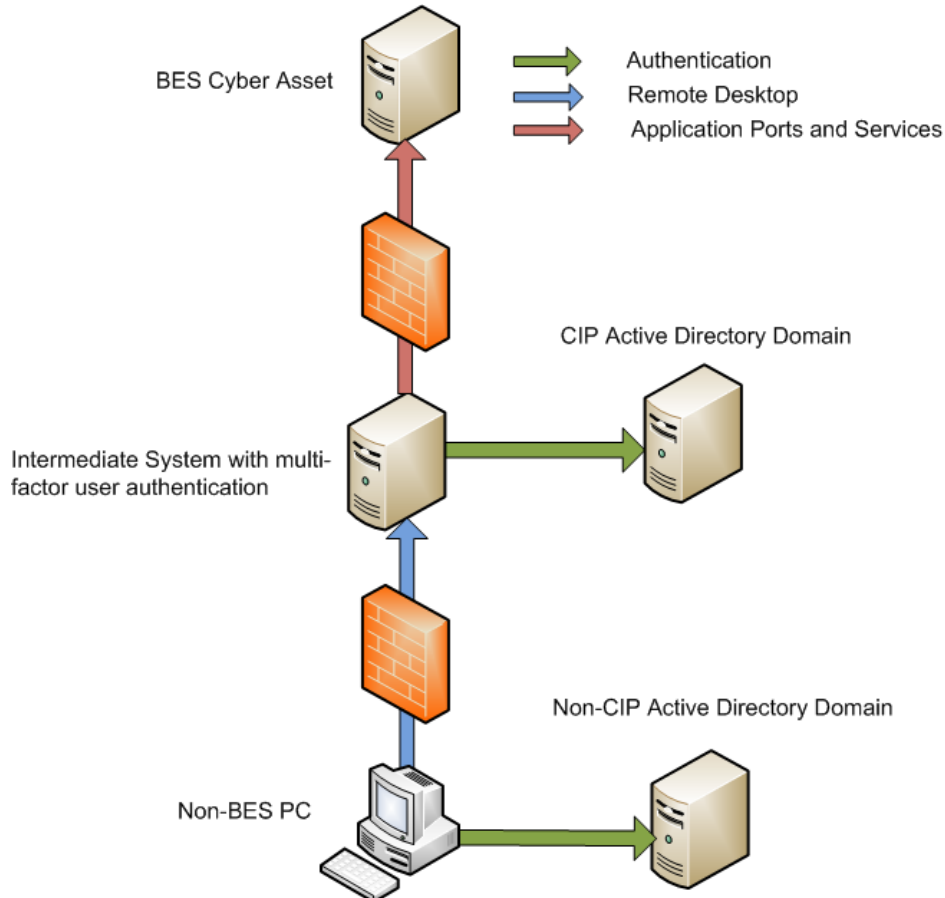 BES Cyber Asset
Authentication
Remote Desktop
Application Ports and Services
CIP Active Directory Domain
Intermediate System with multi-
factor user authentication
Non-CIP Active Directory Domain
Non-BES PC